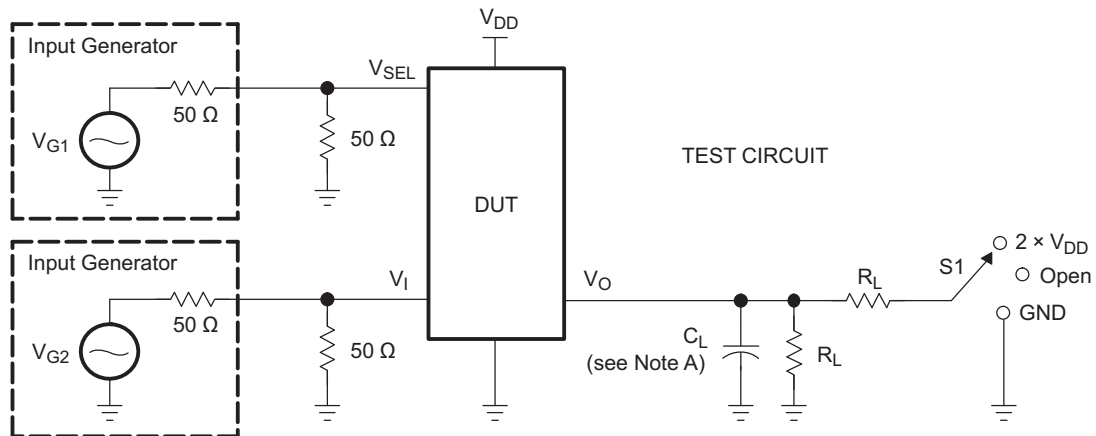 V_DD
Input Generator
V_SEL
50 Ω
V_G1
50 Ω
TEST CIRCUIT
DUT
Input Generator
V_I
50 Ω
V_G2
50 Ω
V_O
C_L
(see Note A)
R_L
R_L
S1
2 × V_DD
Open
GND